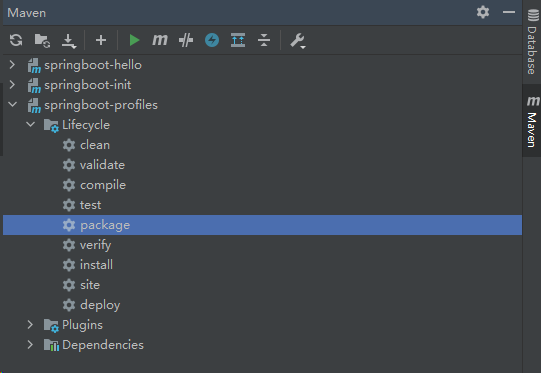 Maven
springboot-hello
springboot-init
springboot-profiles
Lifecycle
clean
validate
compile
test
package
verify
install
site
deploy
Plugins
Dependencies
Database
m Maven